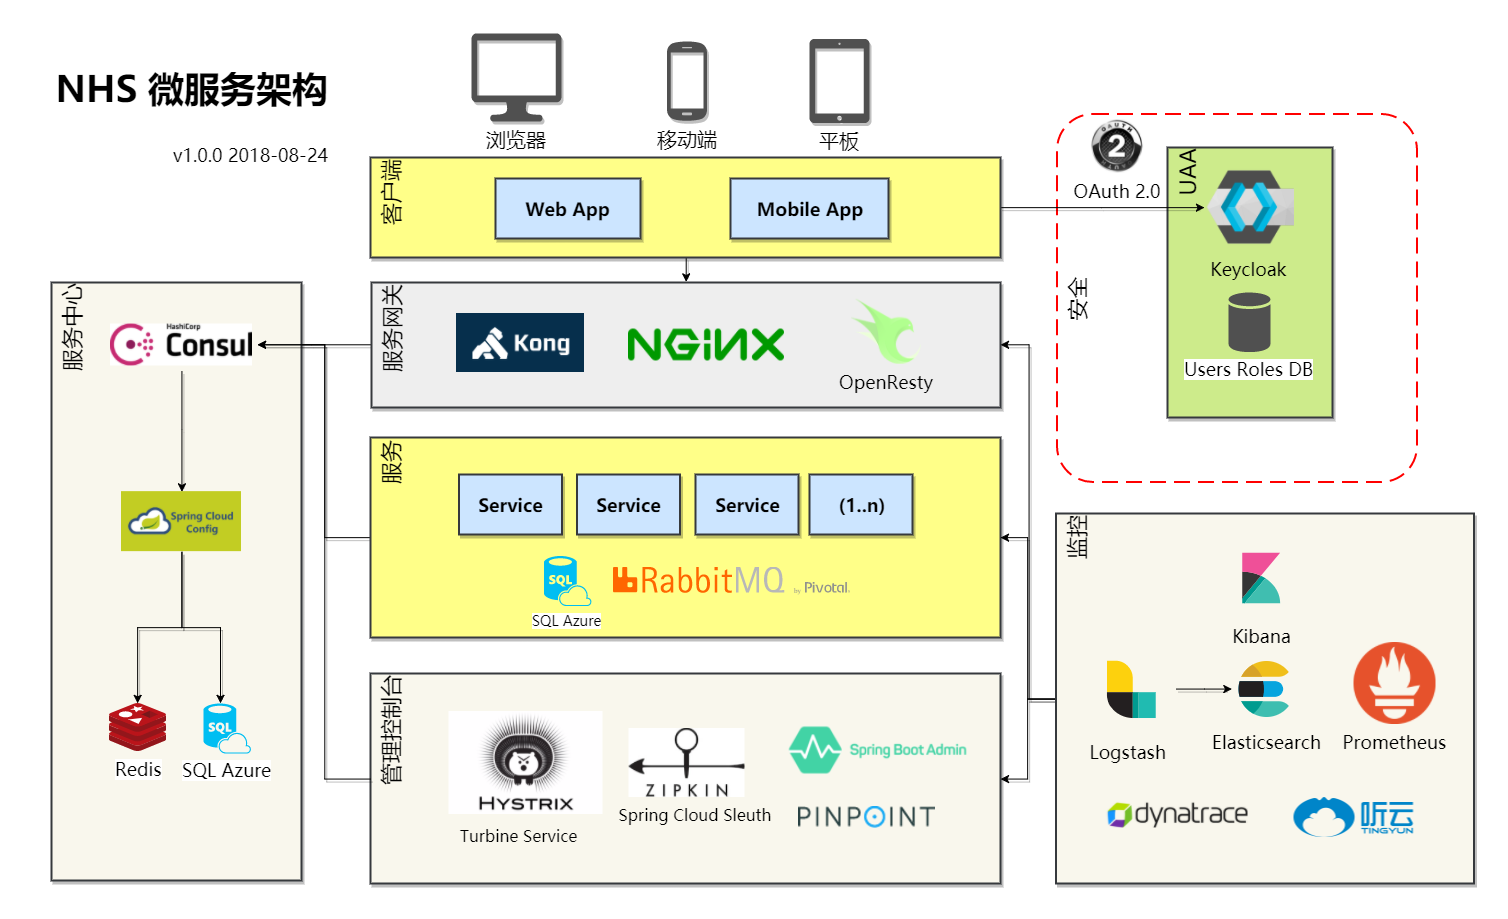 NHS 微服务架构
v1.0.0 2018-08-24
浏览器
移动端
平板
客户端
Web App
Mobile App
OAUTH
2
OAuth 2.0
安全
UAA
Keycloak
Users Roles DB
服务中心
HashiCorp
Consul
Spring Cloud
Config
Redis
SQL
SQL Azure
服务网关
Kong
NGINX
OpenResty
服务
Service
Service
Service
(1..n)
SQL
SQL Azure
RabbitMQ by Pivotal.
管理控制台
HYSTRIX
Turbine Service
ZIPKIN
Spring Cloud Sleuth
Spring Boot Admin
PINPOINT
监控
Kibana
Logstash
Elasticsearch
Prometheus
dynatrace
听云
TINGYUN